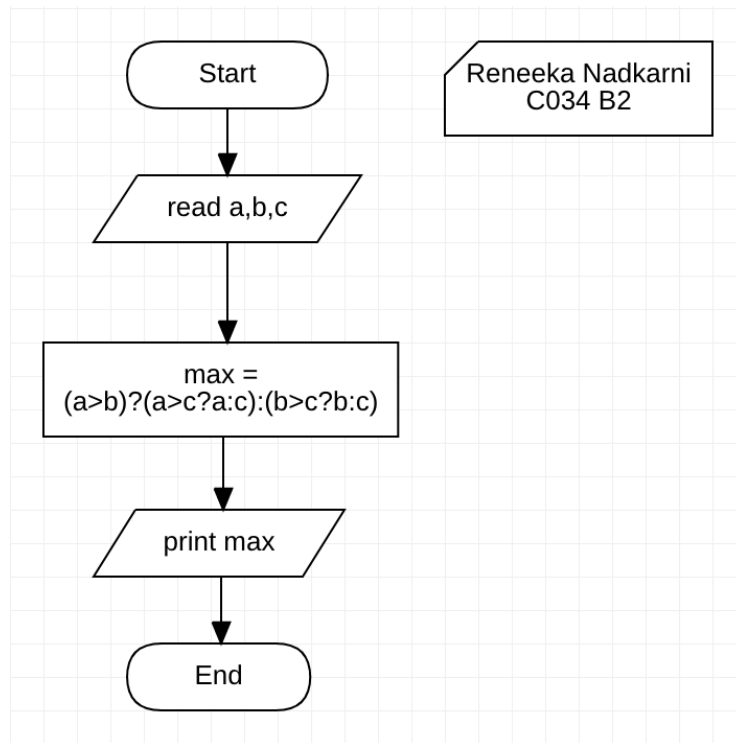 Start
Reneeka Nadkarni
C034 B2
read a,b,c
max =
(a>b)?(a>c?a:c):(b>c?b:c)
print max
End